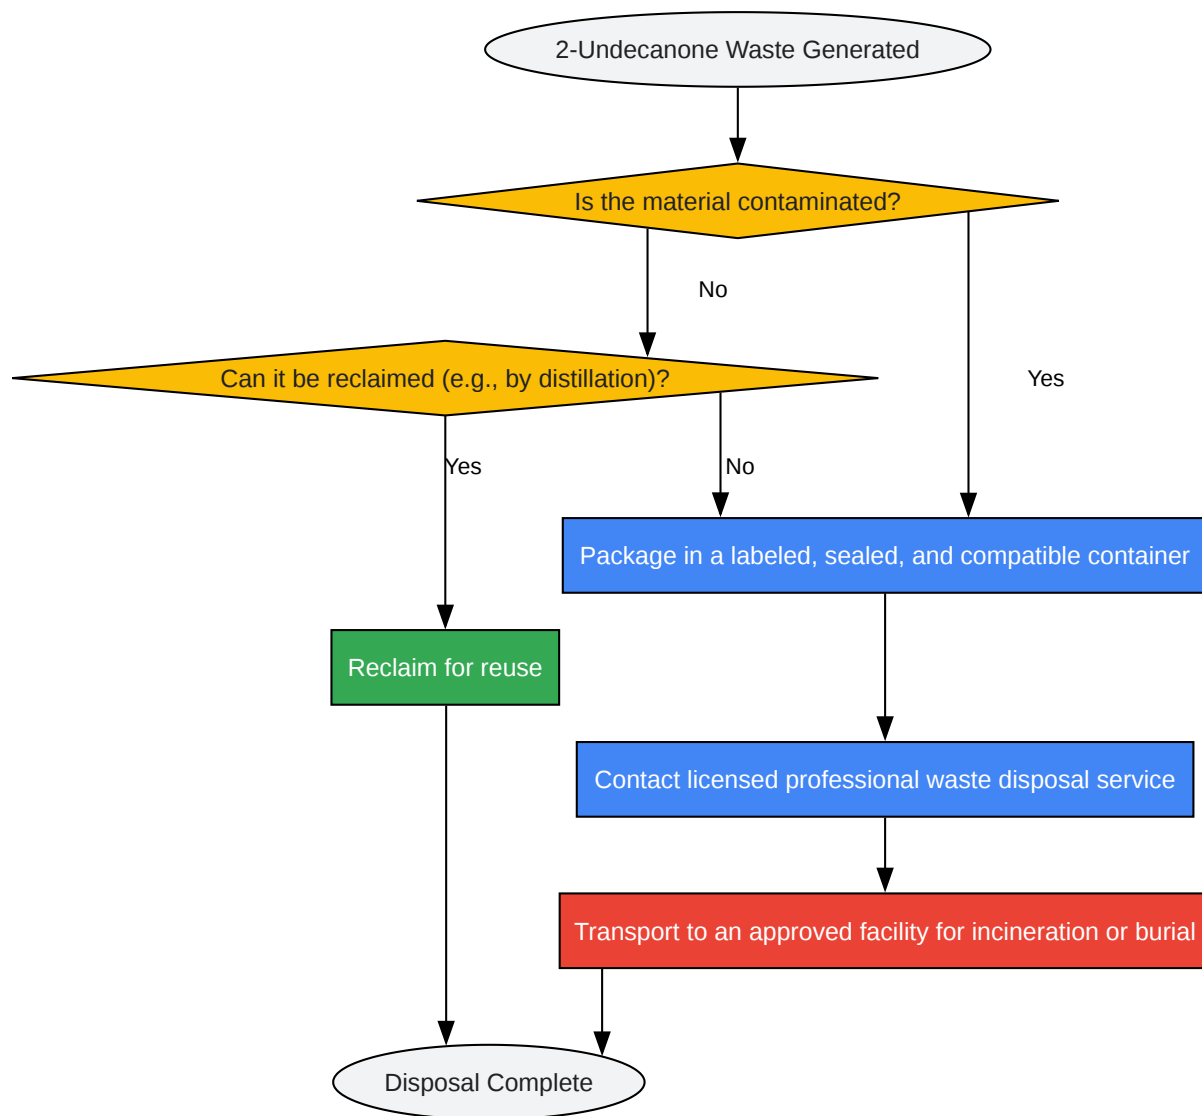 2-Undecanone Waste Generated
Is the material contaminated?
No
Can it be reclaimed (e.g., by distillation)?
Yes
Yes
No
Package in a labeled, sealed, and compatible container
Reclaim for reuse
Contact licensed professional waste disposal service
Transport to an approved facility for incineration or burial
Disposal Complete